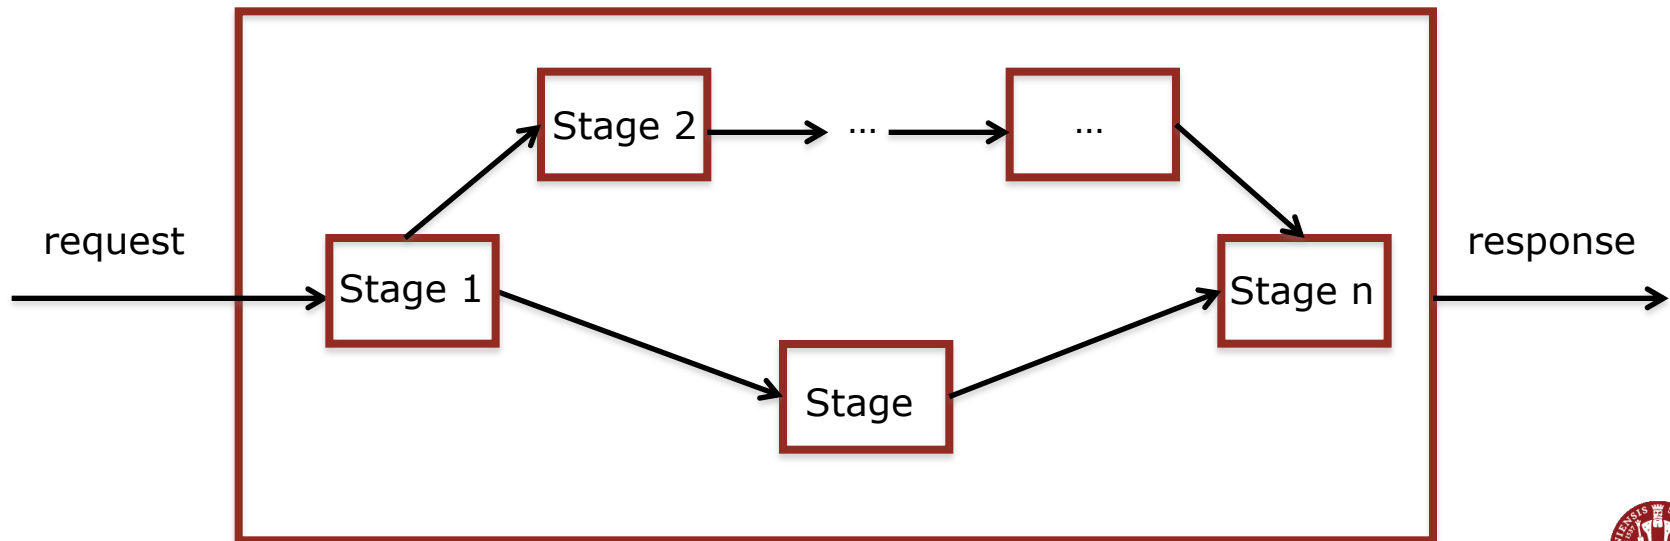 Stage 2
...
...
request
Stage 1
Stage n
response
Stage